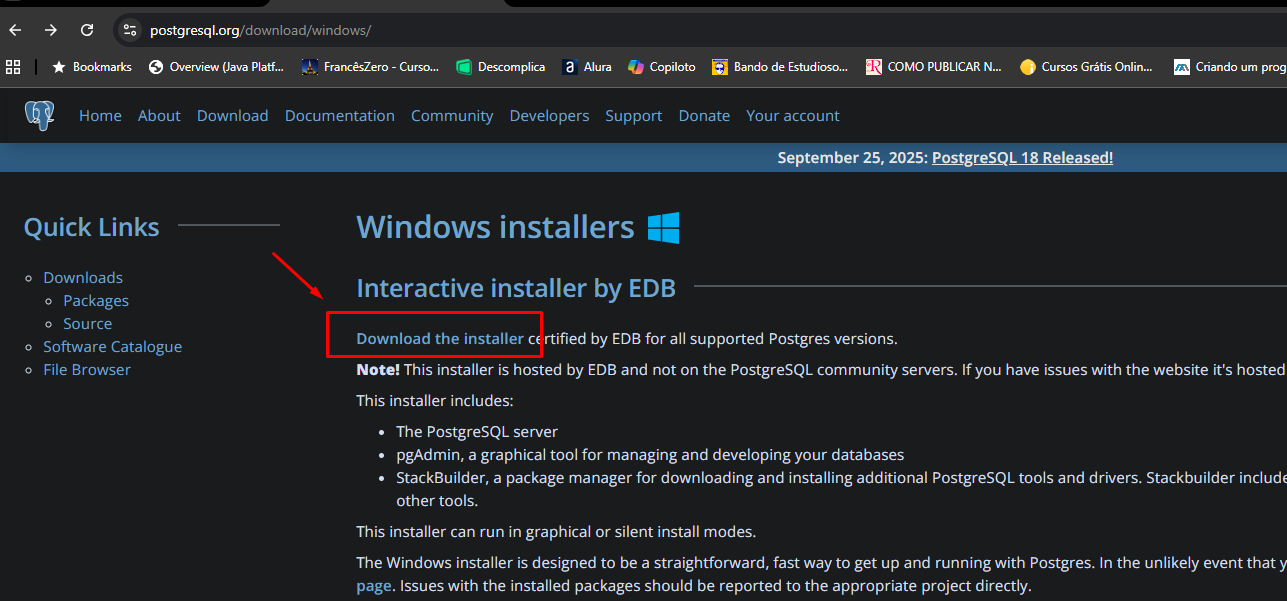 postgresql.org/download/windows/
Bookmarks Overview (Java Platf... FrancêsZero - Curso... Descomplica Alura Copiloto Bando de Estudioso... COMO PUBLICAR N... Cursos Grátis Onlin... Criando um prog
Home About Download Documentation Community Developers Support Donate Your account
September 25, 2025: PostgreSQL 18 Released!
Quick Links
Downloads
Packages
Source
Software Catalogue
File Browser
Windows installers
Interactive installer by EDB
Download the installer certified by EDB for all supported Postgres versions.
Note! This installer is hosted by EDB and not on the PostgreSQL community servers. If you have issues with the website it's hosted
This installer includes:
The PostgreSQL server
pgAdmin, a graphical tool for managing and developing your databases
StackBuilder, a package manager for downloading and installing additional PostgreSQL tools and drivers. Stackbuilder include
other tools.
This installer can run in graphical or silent install modes.
The Windows installer is designed to be a straightforward, fast way to get up and running with Postgres. In the unlikely event that y
page. Issues with the installed packages should be reported to the appropriate project directly.